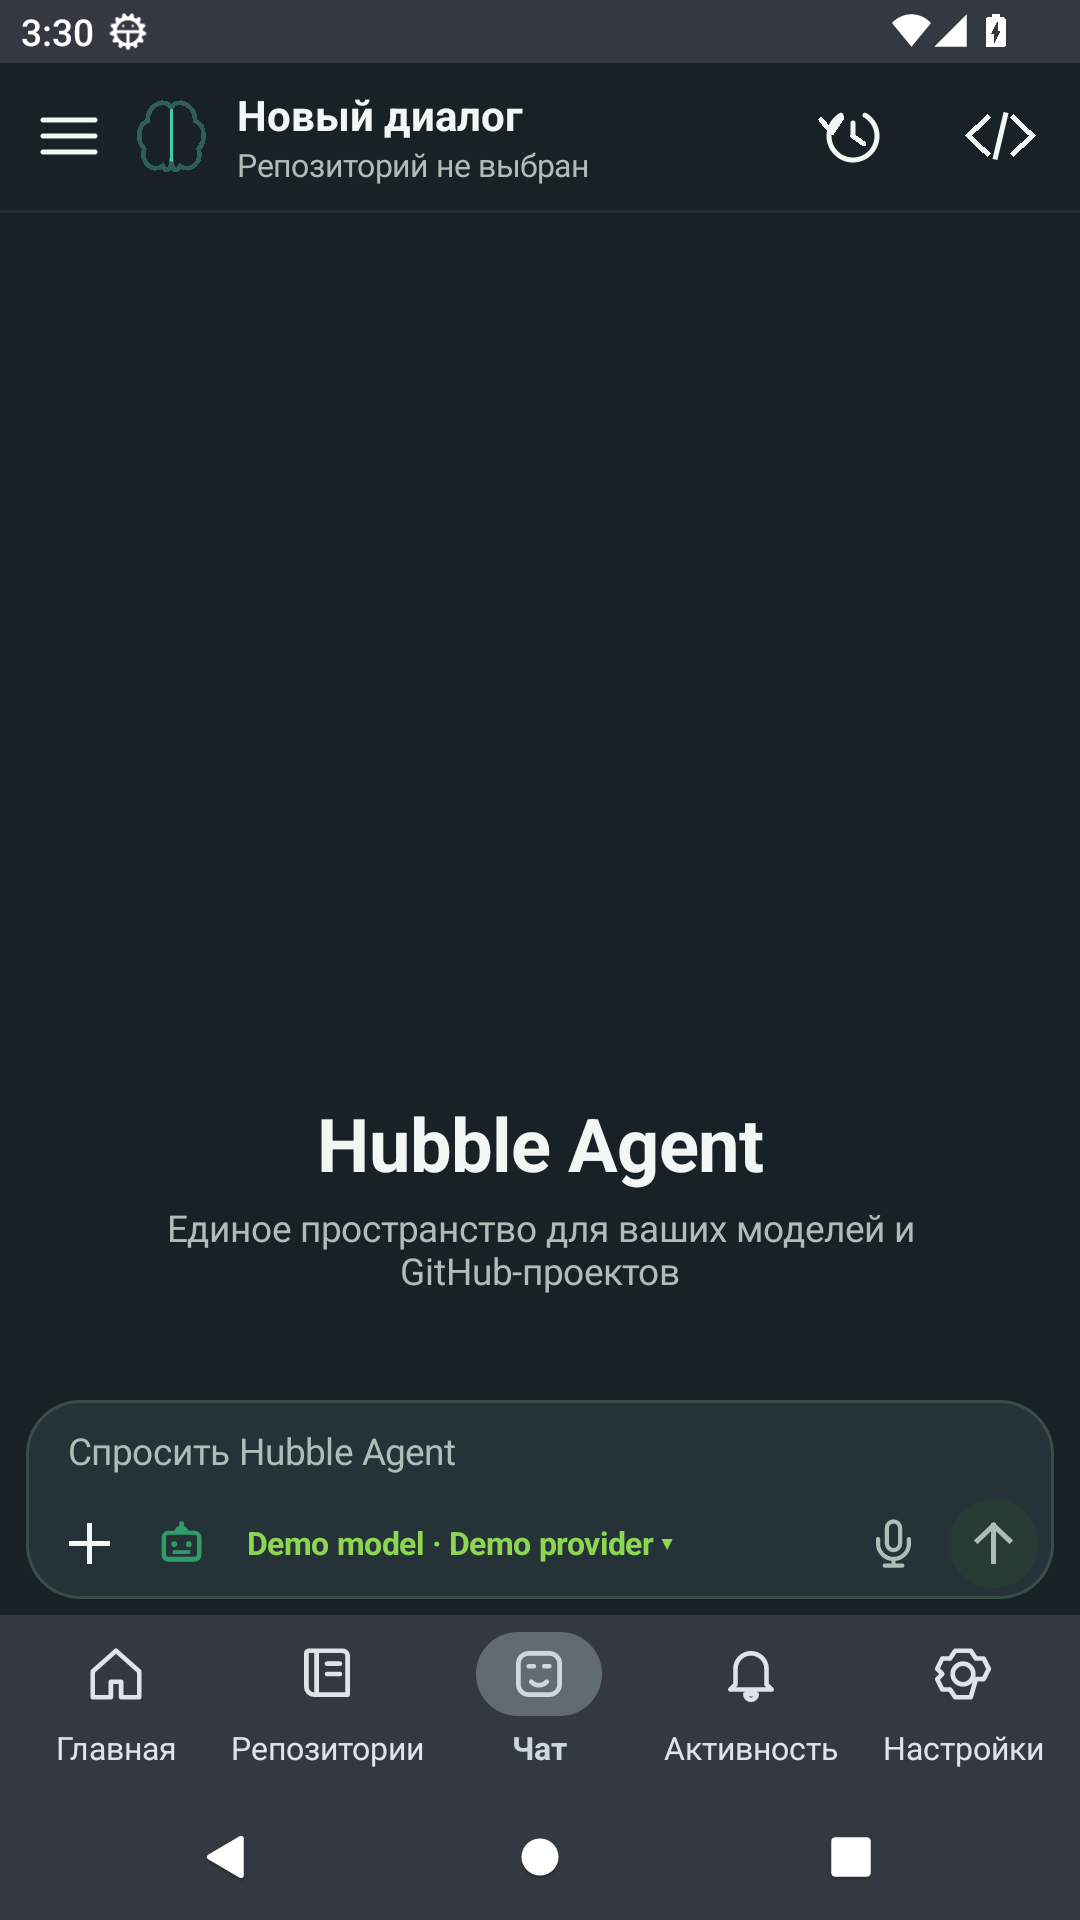 3:30
Новый диалог
Репозиторий не выбран
Hubble Agent
Единое пространство для ваших моделей и
GitHub-проектов
Спросить Hubble Agent
Demo model · Demo provider ▾
Главная
Репозитории
Чат
Активность
Настройки